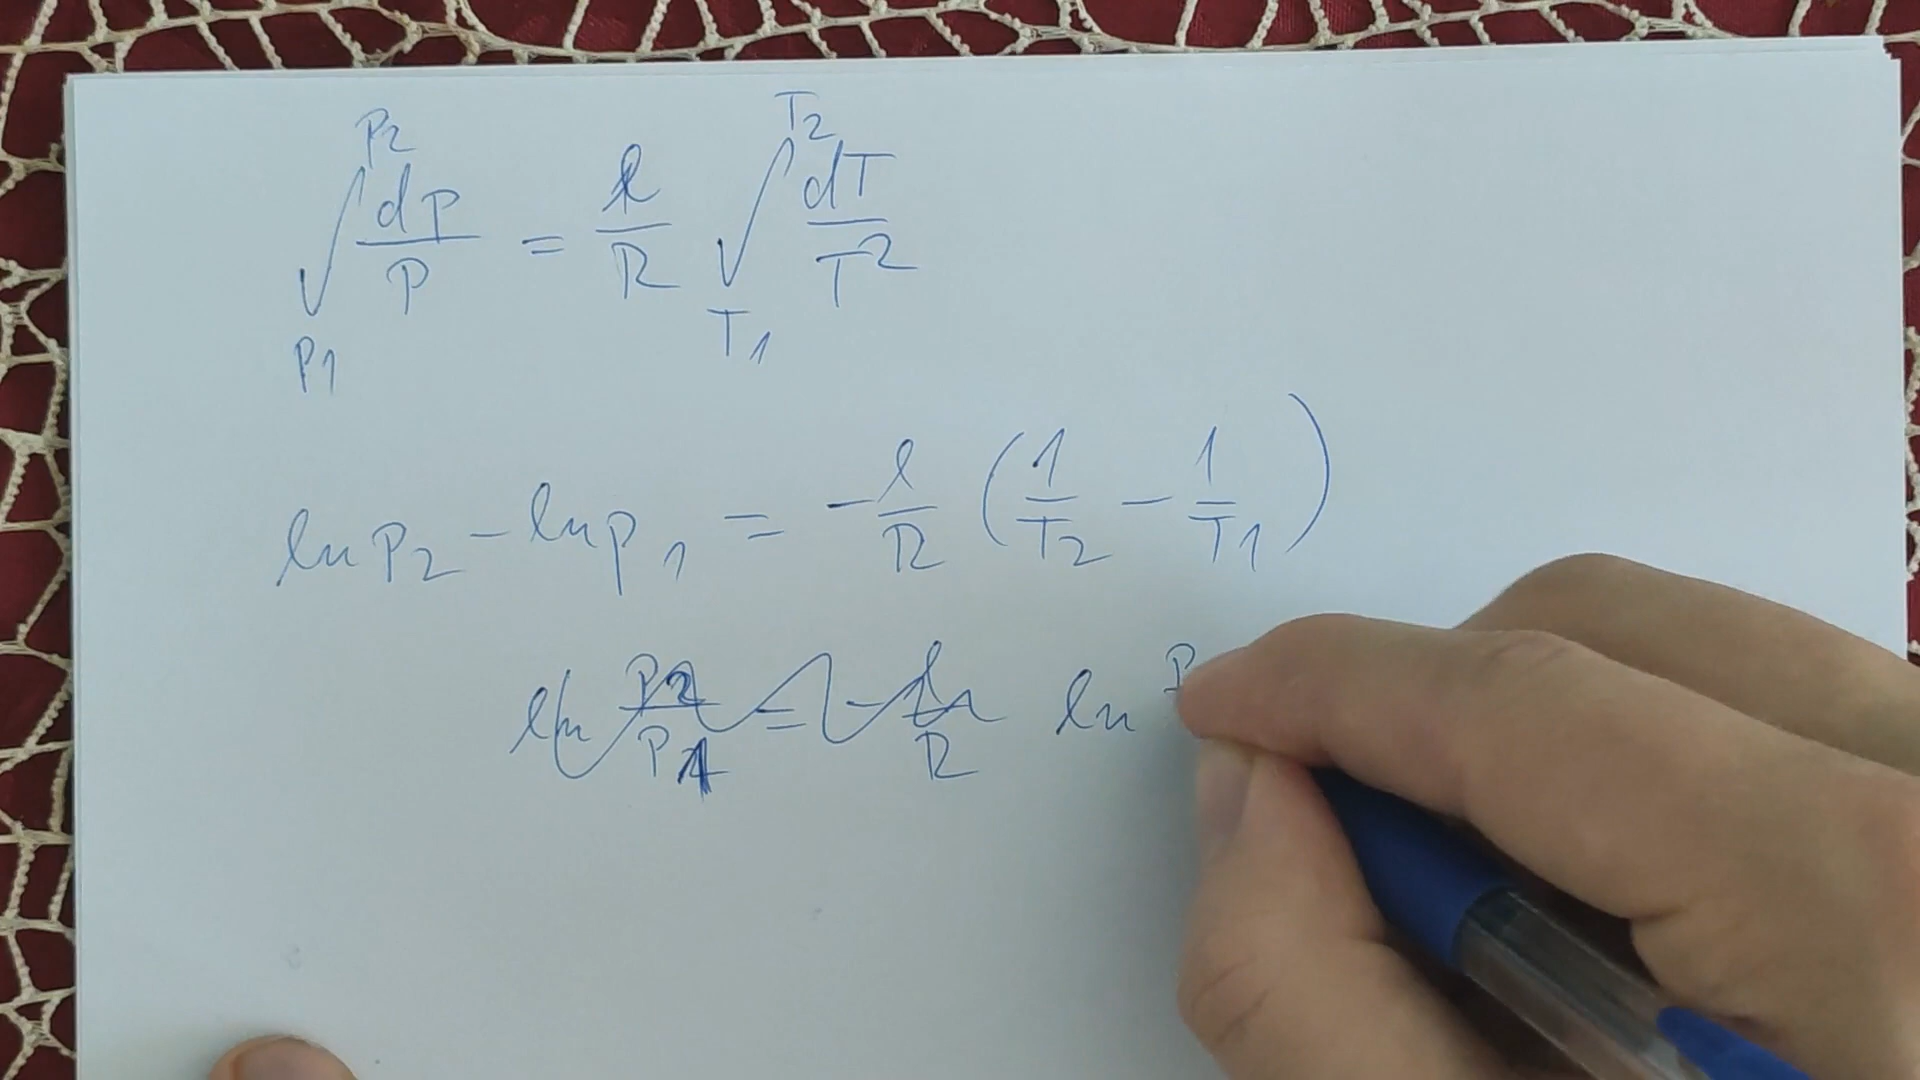 ∫_{P1}^{P2} dp/P = l/R ∫_{T1}^{T2} dT/T²
ln P2 - ln p1 = - l/R (1/T2 - 1/T1)
ln P2/P1 = - l/R ln P